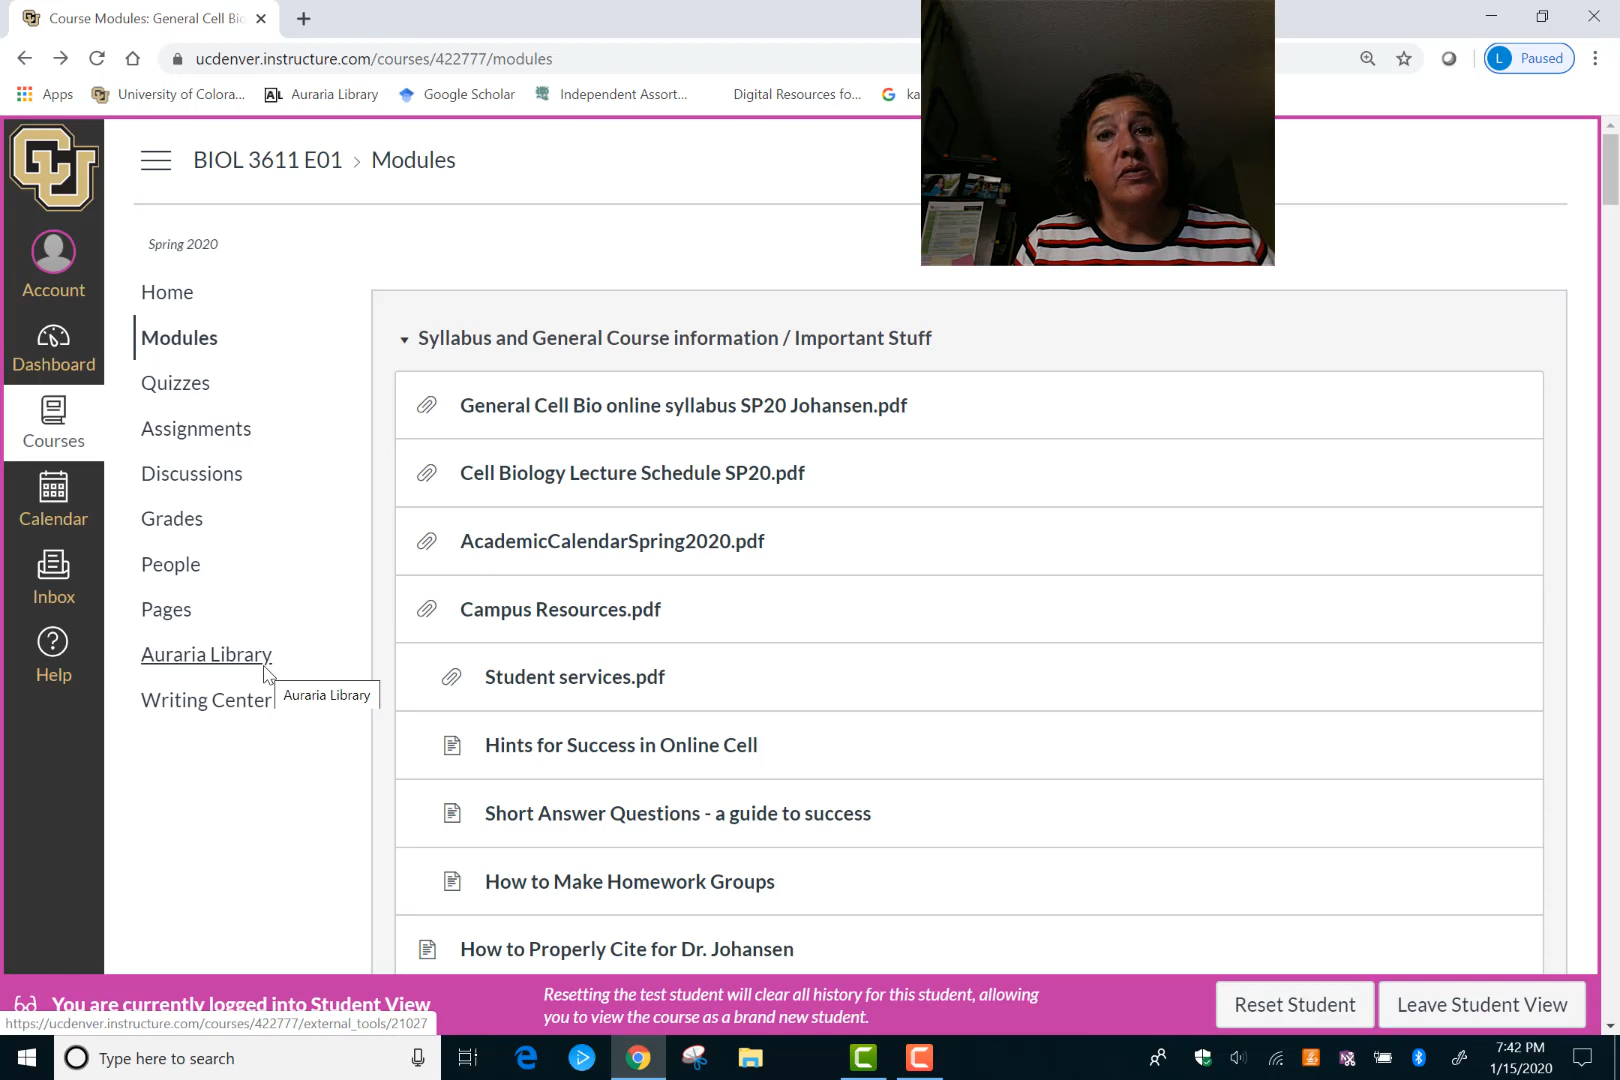 Course Modules: General Cell Bio
ucdenver.instructure.com/courses/422777/modules
L Paused
Apps
University of Colora...
AL Auraria Library
Google Scholar
Independent Assort...
Digital Resources fo...
G ka
CU
BIOL 3611 E01 > Modules
Spring 2020
Account
Dashboard
Courses
Calendar
Inbox
? Help
Home
Modules
Quizzes
Assignments
Discussions
Grades
People
Pages
Auraria Library
Writing Center
Auraria Library
Syllabus and General Course information / Important Stuff
General Cell Bio online syllabus SP20 Johansen.pdf
Cell Biology Lecture Schedule SP20.pdf
AcademicCalendarSpring2020.pdf
Campus Resources.pdf
Student services.pdf
Hints for Success in Online Cell
Short Answer Questions - a guide to success
How to Make Homework Groups
How to Properly Cite for Dr. Johansen
You are currently logged into Student View
Resetting the test student will clear all history for this student, allowing
you to view the course as a brand new student.
Reset Student
Leave Student View
https://ucdenver.instructure.com/courses/422777/external_tools/21027
Type here to search
7:42 PM
1/15/2020